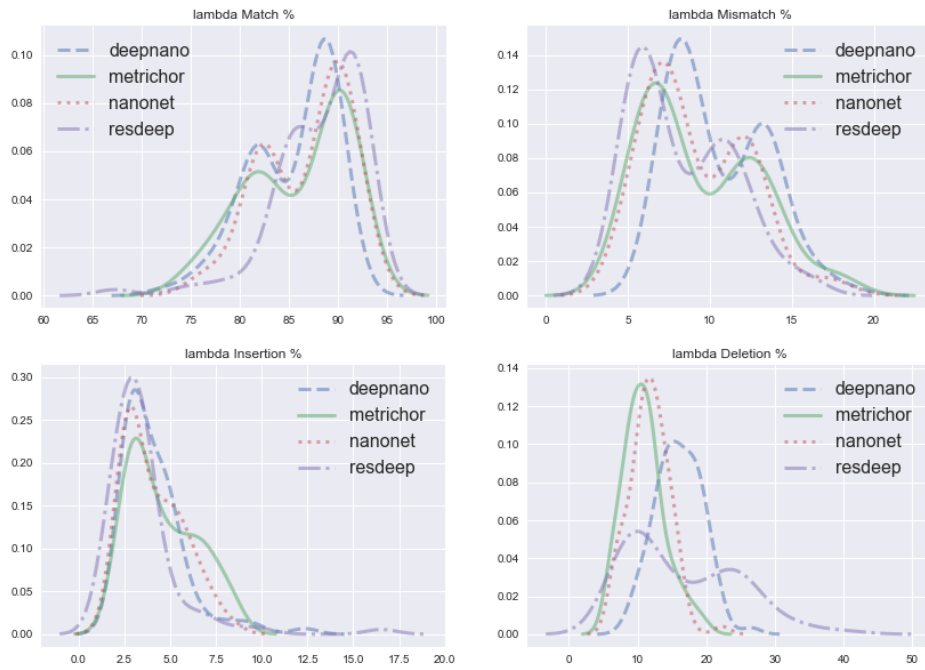 lambda Match %
0.10
0.08
0.06
0.04
0.02
0.00
60 65 70 75 80 85 90 95 100
deepnano
metrichor
nanonet
resdeep
lambda Mismatch %
0.14
0.12
0.10
0.08
0.06
0.04
0.02
0.00
0 5 10 15 20
deepnano
metrichor
nanonet
resdeep
lambda Insertion %
0.30
0.25
0.20
0.15
0.10
0.05
0.00
0.0 2.5 5.0 7.5 10.0 12.5 15.0 17.5 20.0
deepnano
metrichor
nanonet
resdeep
lambda Deletion %
0.14
0.12
0.10
0.08
0.06
0.04
0.02
0.00
0 10 20 30 40 50
deepnano
metrichor
nanonet
resdeep